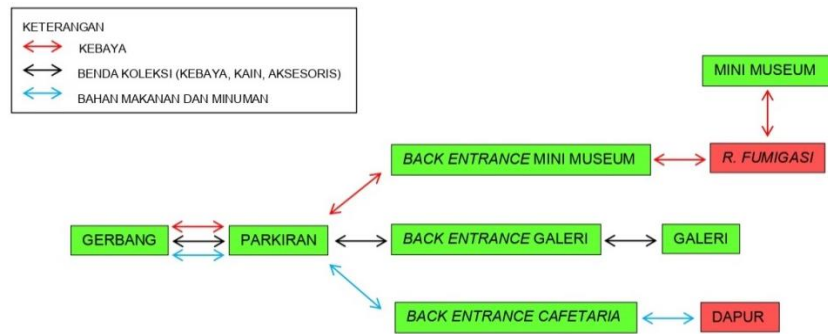 KETERANGAN
KEBAYA
BENDA KOLEKSI (KEBAYA, KAIN, AKSESORIS)
BAHAN MAKANAN DAN MINUMAN
MINI MUSEUM
BACK ENTRANCE MINI MUSEUM
R. FUMIGASI
GERBANG
PARKIRAN
BACK ENTRANCE GALERI
GALERI
BACK ENTRANCE CAFETARIA
DAPUR